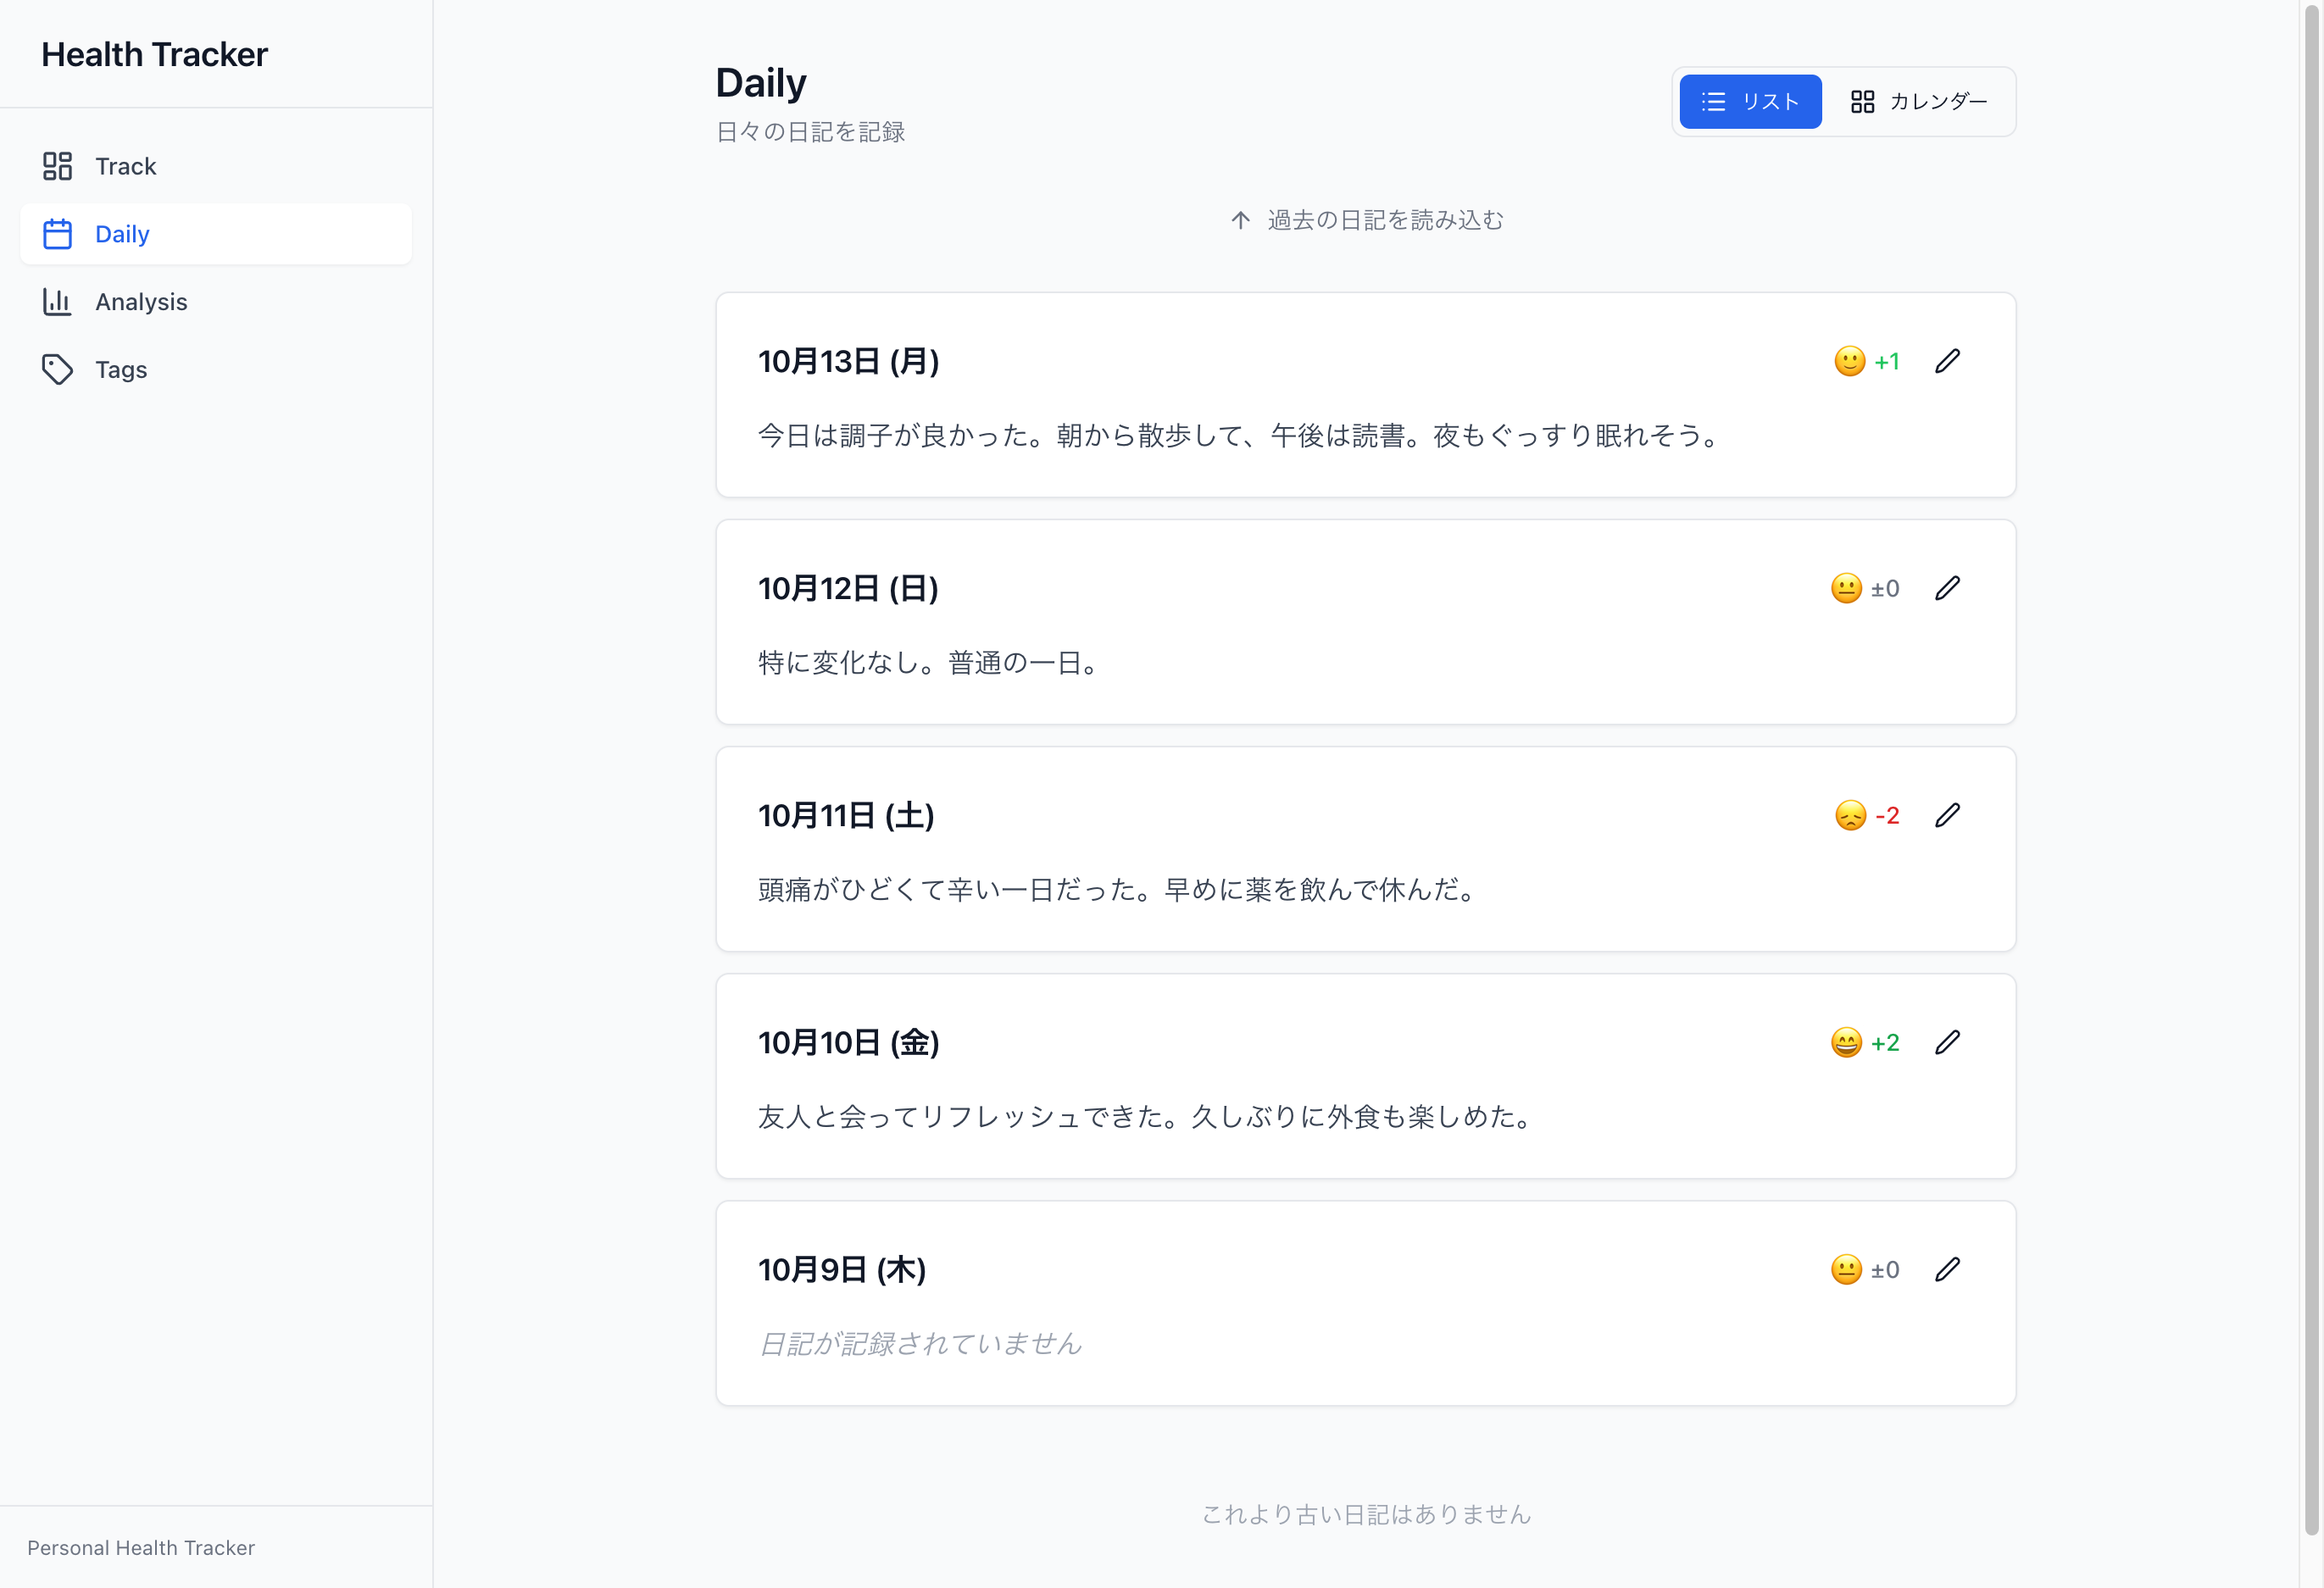 Health Tracker
Track
Daily
Analysis
Tags
Personal Health Tracker
Daily
日々の日記を記録
リスト
カレンダー
過去の日記を読み込む
10月13日 (月)
+1
今日は調子が良かった。朝から散歩して、午後は読書。夜もぐっすり眠れそう。
10月12日 (日)
±0
特に変化なし。普通の一日。
10月11日 (土)
-2
頭痛がひどくて辛い一日だった。早めに薬を飲んで休んだ。
10月10日 (金)
+2
友人と会ってリフレッシュできた。久しぶりに外食も楽しめた。
10月9日 (木)
±0
日記が記録されていません
これより古い日記はありません